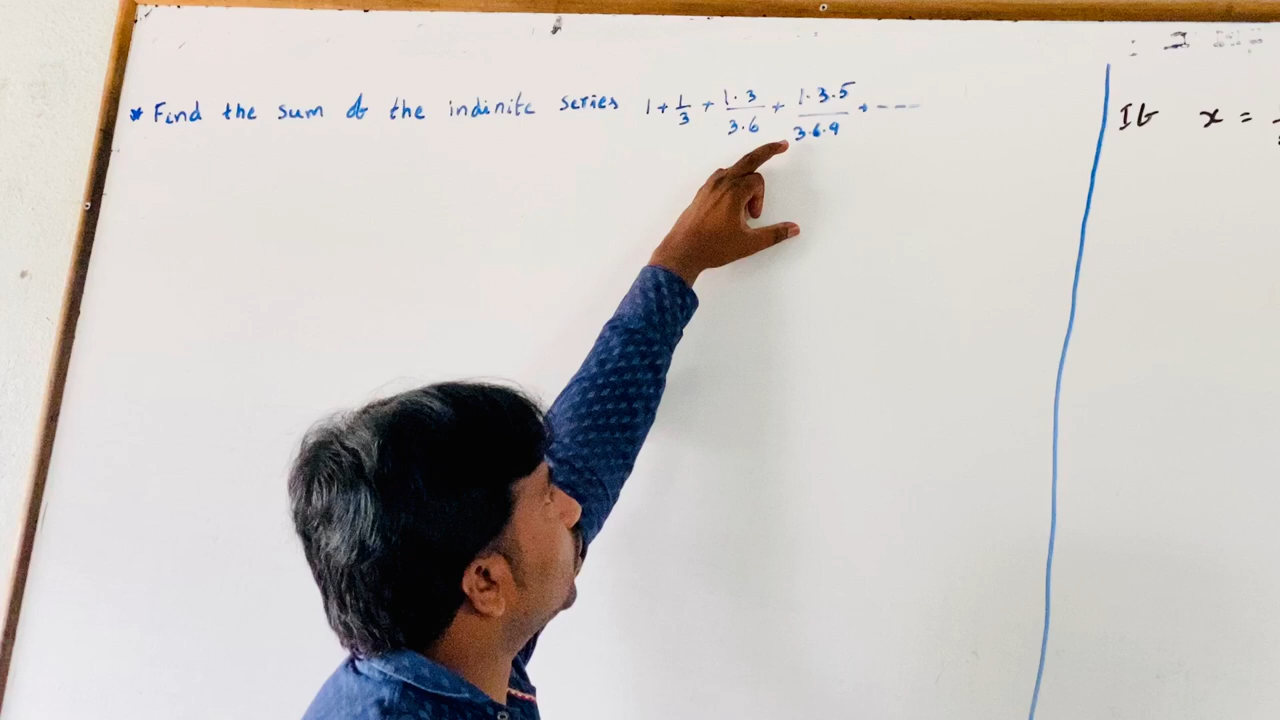 * Find the sum of the indinite series 1 + 1/3 + 1·3/3·6 + 1·3·5/3·6·9 + ----
If x =